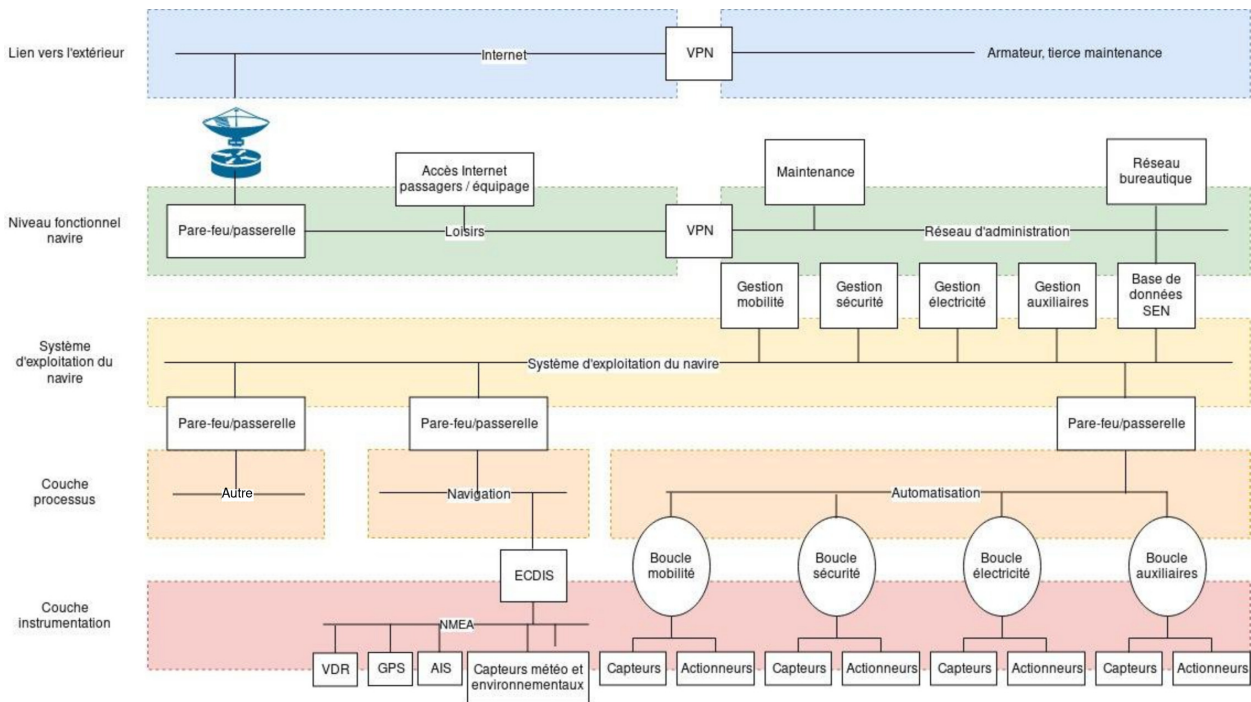 Lien vers l'extérieur
Internet
VPN
Armateur, tierce maintenance
Accès Internet
passagers / équipage
Maintenance
Réseau
bureautique
Niveau fonctionnel
navire
Pare-feu/passerelle
Loisirs
VPN
Réseau d'administration
Gestion
mobilité
Gestion
sécurité
Gestion
électricité
Gestion
auxiliaires
Base de
données
SEN
Système
d'exploitation du
navire
Système d'exploitation du navire
Pare-feu/passerelle
Pare-feu/passerelle
Pare-feu/passerelle
Couche
processus
Autre
Navigation
Automatisation
ECDIS
Boucle
mobilité
Boucle
sécurité
Boucle
électricité
Boucle
auxiliaires
Couche
instrumentation
NMEA
VDR
GPS
AIS
Capteurs météo et
environnementaux
Capteurs
Actionneurs
Capteurs
Actionneurs
Capteurs
Actionneurs
Capteurs
Actionneurs